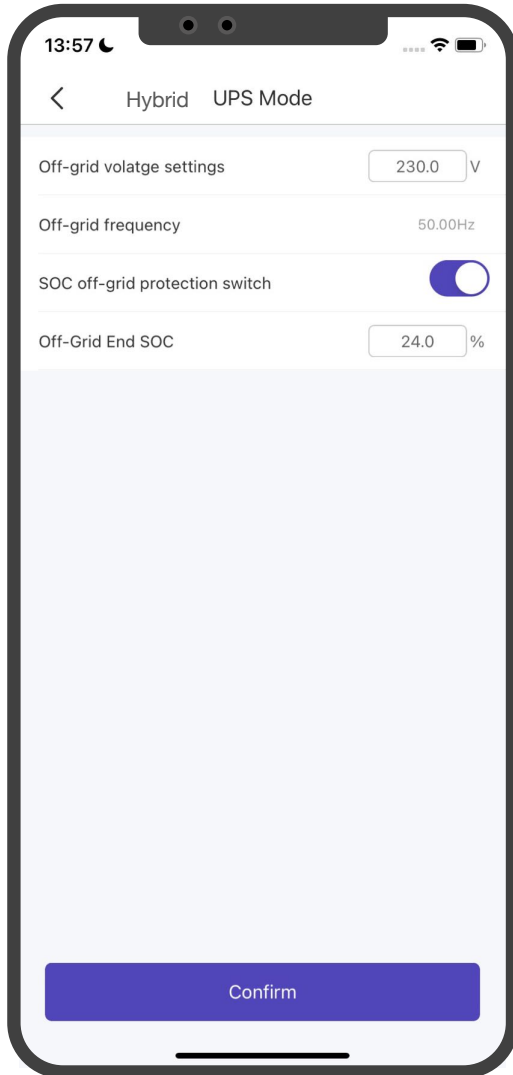 13:57
Hybrid UPS Mode
Off-grid volatge settings 230.0 V
Off-grid frequency 50.00Hz
SOC off-grid protection switch
Off-Grid End SOC 24.0 %
Confirm